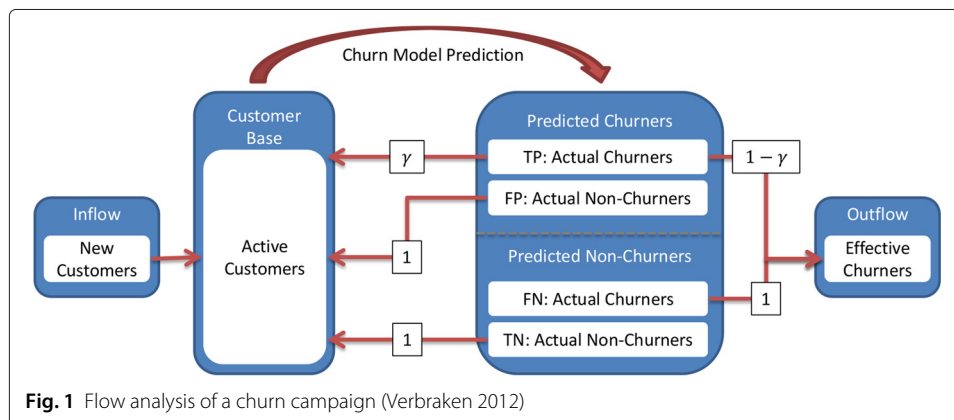 Churn Model Prediction
Customer
Base
Active
Customers
Inflow
New
Customers
Predicted Churners
TP: Actual Churners
FP: Actual Non-Churners
Predicted Non-Churners
FN: Actual Churners
TN: Actual Non-Churners
γ
1
1
1 − γ
1
Outflow
Effective
Churners
Fig. 1 Flow analysis of a churn campaign (Verbraken 2012)